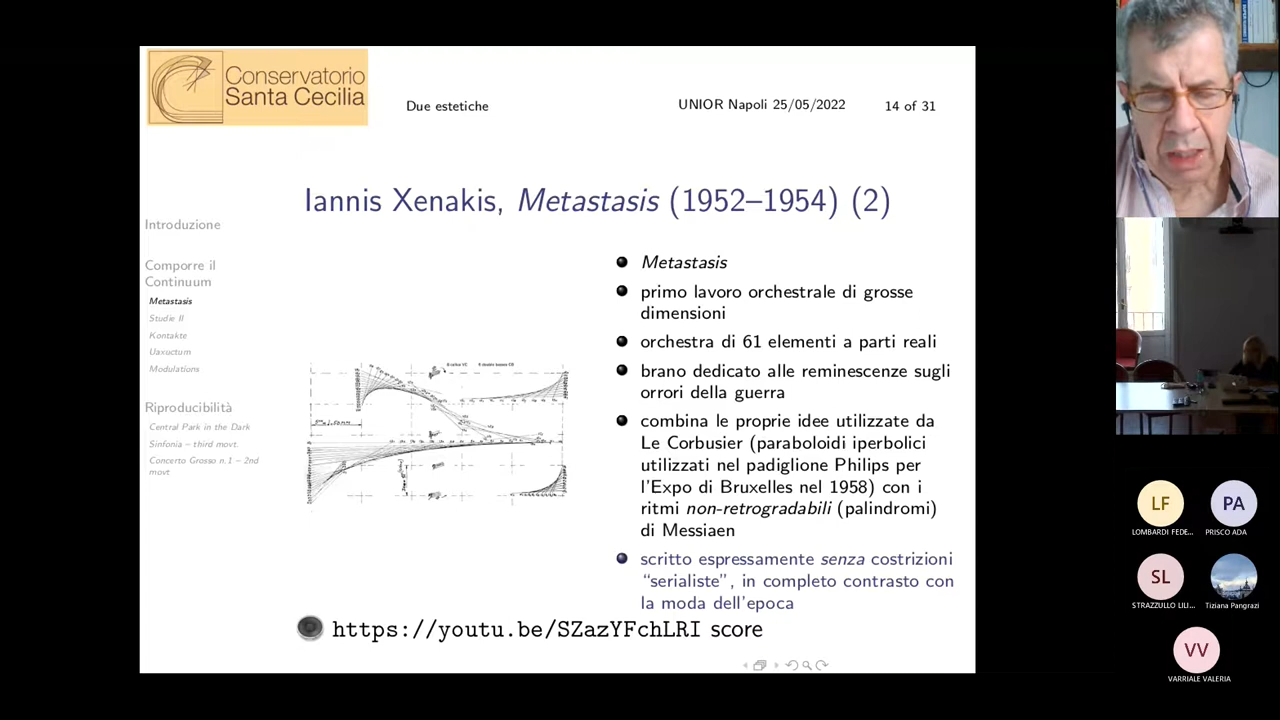 Conservatorio
Santa Cecilia
Due estetiche
UNIOR Napoli 25/05/2022
14 of 31
Iannis Xenakis, Metastasis (1952–1954) (2)
Introduzione
Comporre il
Continuum
Metastasis
Studie II
Kontakte
Uaxuctum
Modulations
Riproducibilità
Central Park in the Dark
Sinfonia – third movt.
Concerto Grosso n.1 – 2nd
movt
Metastasis
primo lavoro orchestrale di grosse
dimensioni
orchestra di 61 elementi a parti reali
brano dedicato alle reminescenze sugli
orrori della guerra
combina le proprie idee utilizzate da
Le Corbusier (paraboloidi iperbolici
utilizzati nel padiglione Philips per
l'Expo di Bruxelles nel 1958) con i
ritmi non-retrogradabili (palindromi)
di Messiaen
scritto espressamente senza costrizioni
“serialiste”, in completo contrasto con
la moda dell'epoca
https://youtu.be/SZazYFchLRI score
LF
LOMBARDI FEDE...
PA
PRISCO ADA
SL
STRAZZULLO LILI...
Tiziana Pangrazi
VV
VARRIALE VALERIA